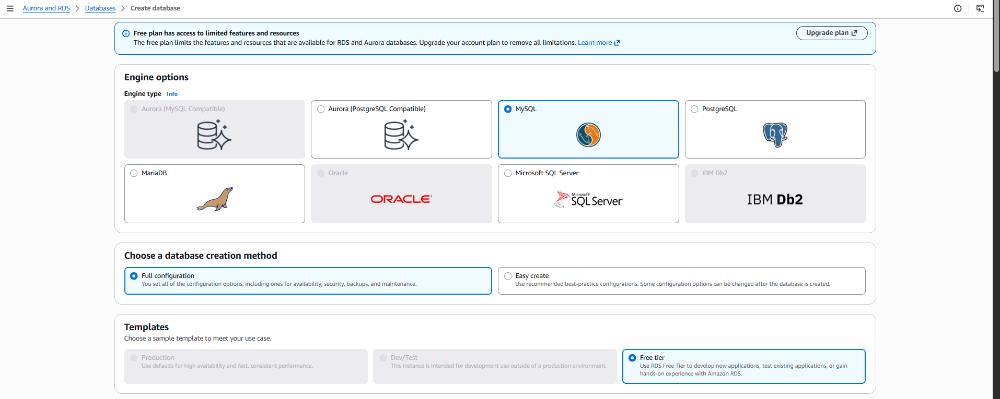 Aurora and RDS > Databases > Create database
Free plan has access to limited features and resources
The free plan limits the features and resources that are available for RDS and Aurora databases. Upgrade your account plan to remove all limitations. Learn more
Upgrade plan
Engine options
Engine type Info
Aurora (MySQL Compatible)
Aurora (PostgreSQL Compatible)
MySQL
PostgreSQL
MariaDB
Oracle
ORACLE
Microsoft SQL Server
Microsoft
SQL Server
IBM Db2
IBM Db2
Choose a database creation method
Full configuration
You set all of the configuration options, including ones for availability, security, backups, and maintenance.
Easy create
Use recommended best-practice configurations. Some configuration options can be changed after the database is created.
Templates
Choose a sample template to meet your use case.
Production
Use defaults for high availability and fast, consistent performance.
Dev/Test
This instance is intended for development use outside of a production environment.
Free tier
Use RDS Free Tier to develop new applications, test existing applications, or gain
hands-on experience with Amazon RDS.